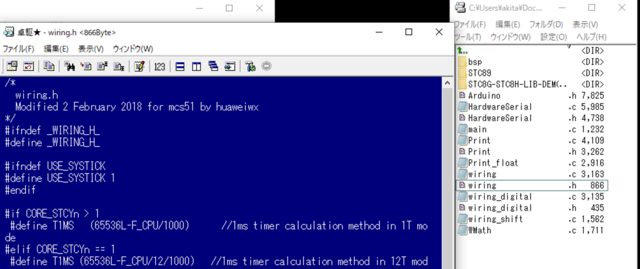 卓駆★ - wiring.h <866Byte>
ファイル(F) 編集(E) 表示(V) ウィンドウ(W)
123
/*
wiring.h
Modified 2 February 2018 for mcs51 by huaweiwx
*/
#ifndef _WIRING_H_
#define _WIRING_H_
#ifndef USE_SYSTICK
#define USE_SYSTICK 1
#endif
#if CORE_STCYn > 1
#define T1MS (65536L-F_CPU/1000) //1ms timer calculation method in 1T mo
de
#elif CORE_STCYn == 1
#define T1MS (65536L-F_CPU/12/1000) //1ms timer calculation method in 12T mod
C:¥Users¥akita¥Doc...
ファイル(F) 編集(E) フォルダ(D) 表示(V)
ツール(T) ウィンドウ(W) 設定(O) ヘルプ(H)
.. <DIR>
bsp <DIR>
STC89 <DIR>
STC8G-STC8H-LIB-DEMO(.. <DIR>
Arduino .h 7,825
HardwareSerial .c 5,985
HardwareSerial .h 4,738
main .c 1,232
Print .c 4,109
Print .h 3,262
Print_float .c 2,916
wiring .c 3,163
wiring .h 866
wiring_digital .c 3,135
wiring_digital .h 435
wiring_shift .c 1,562
WMath .c 1,711